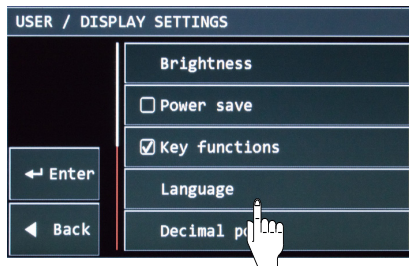 USER / DISPLAY SETTINGS
Brightness
Power save
Key functions
Enter
Language
Back
Decimal